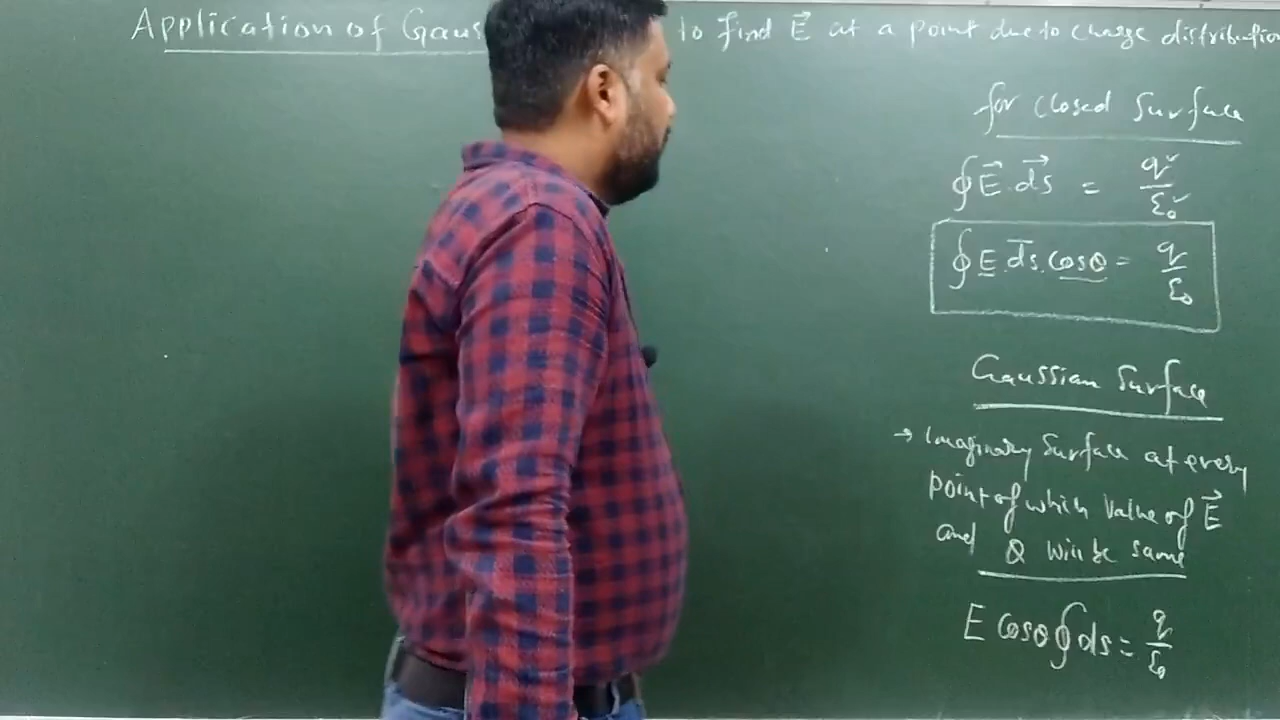 Application of Gaus to find E⃗ at a point due to charge distribution
for closed Surface
∮E⃗.ds⃗ = q/ε₀
∮E.ds.cosθ = q/ε₀
Gaussian Surface
→ Imaginary Surface at every
point of which value of E⃗
and θ will be same
E cosθ∮ds = q/ε₀